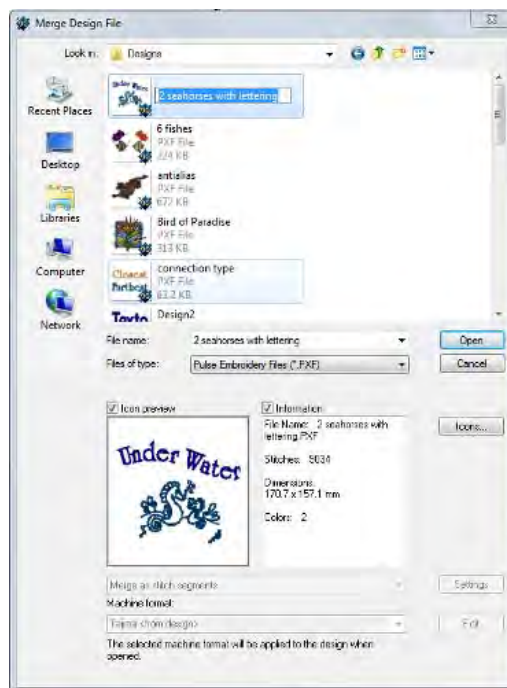 Merge Design File
Look in:
Designs
Recent Places
Desktop
Libraries
Computer
Network
2 seahorses with lettering
6 fishes
PXF File
224 KB
antialias
PXF File
672 KB
Bird of Paradise
PXF File
313 KB
connection type
PXF File
63.2 KB
Design2
File name:
2 seahorses with lettering
Open
Files of type:
Pulse Embroidery Files (*.PXF)
Cancel
Icon preview
Information
Under Water
File Name: 2 seahorses with
lettering.PXF
Stitches: 9034
Dimensions:
170.7 x 157.1 mm
Colors: 2
Icons...
Merge as stitch segments
Settings
Machine format:
Edit
The selected machine format will be applied to the design when
opened.